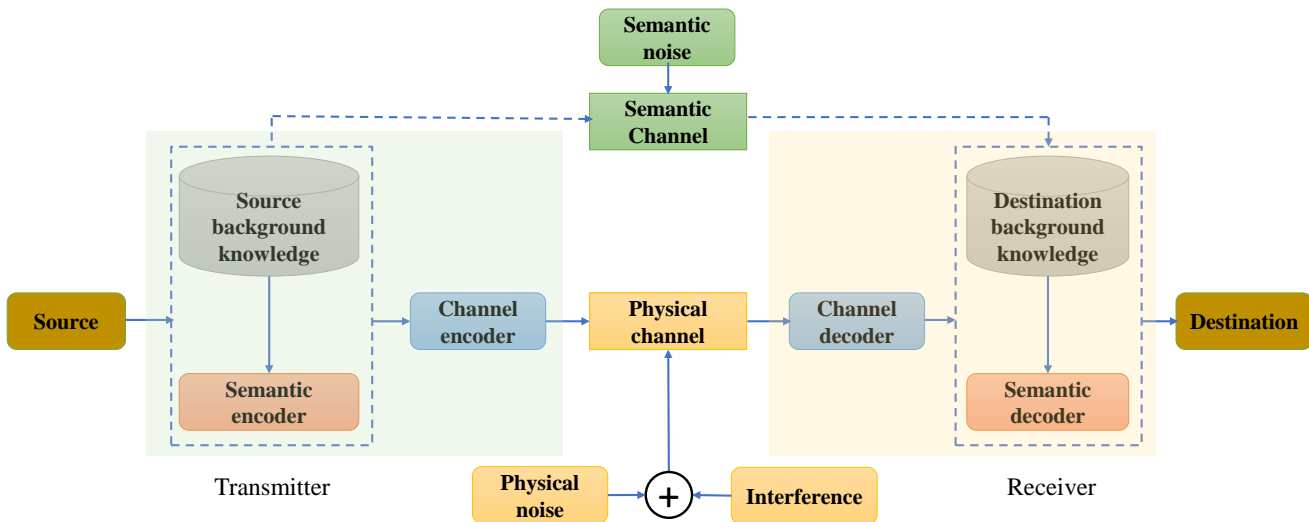 Semantic
noise
Semantic
Channel
Source
background
knowledge
Destination
background
knowledge
Source
Channel
encoder
Physical
channel
Channel
decoder
Destination
Semantic
encoder
Semantic
decoder
Transmitter
Physical
noise
+
Interference
Receiver